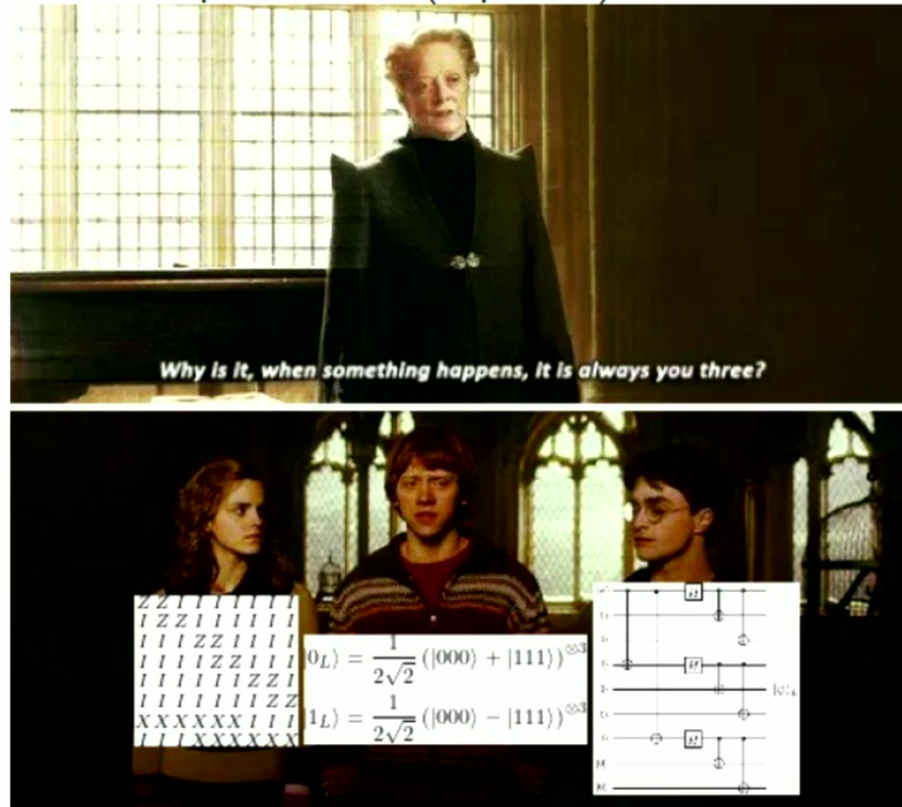 Why is it, when something happens, it is always you three?
Z Z I I I I I I I
I Z Z I I I I I I
I I I Z Z I I I I
I I I I Z Z I I I
I I I I I I Z Z I
I I I I I I I Z Z
X X X X X X I I I
I I I X X X X X X
|0_L⟩ = 1/(2√2) (|000⟩ + |111⟩)^{⊗3}
|1_L⟩ = 1/(2√2) (|000⟩ − |111⟩)^{⊗3}
H
H
H